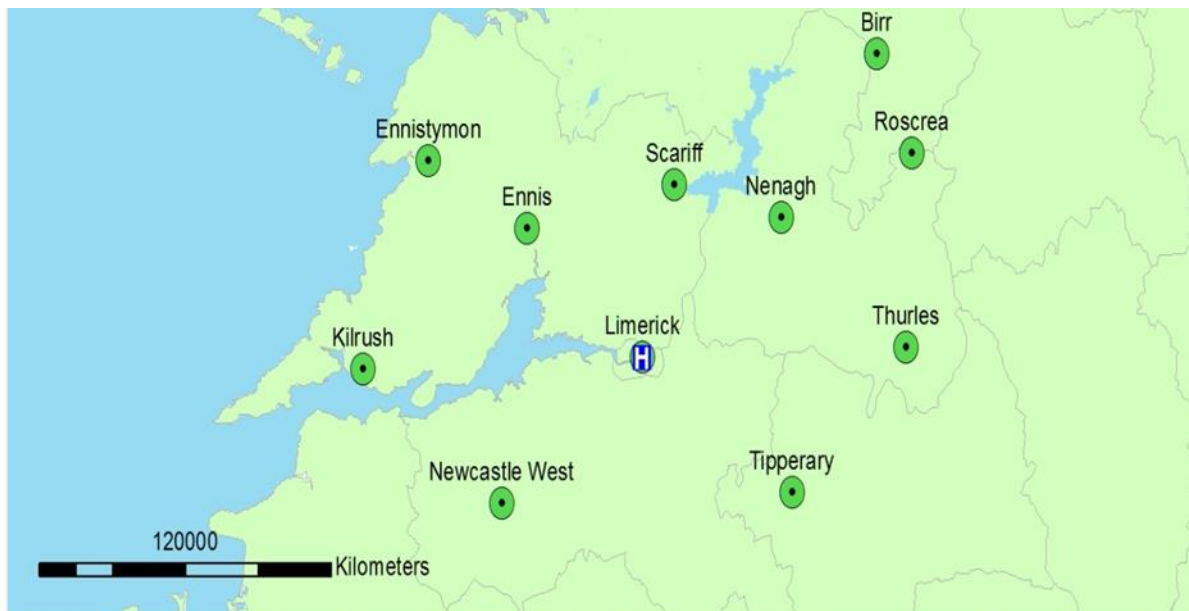 Birr
Ennistymon
Roscrea
Scariff
Nenagh
Ennis
Limerick
H
Thurles
Kilrush
Newcastle West
Tipperary
120000
Kilometers